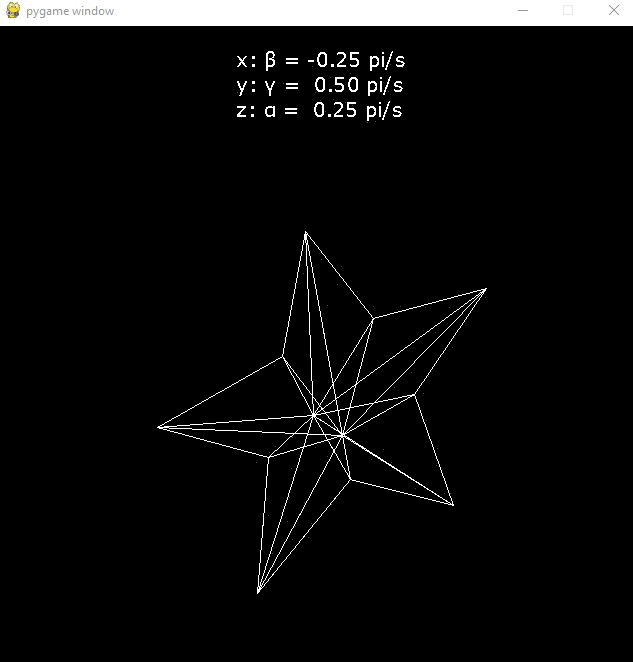 pygame window
x: β = -0.25 pi/s
y: γ =  0.50 pi/s
z: α =  0.25 pi/s